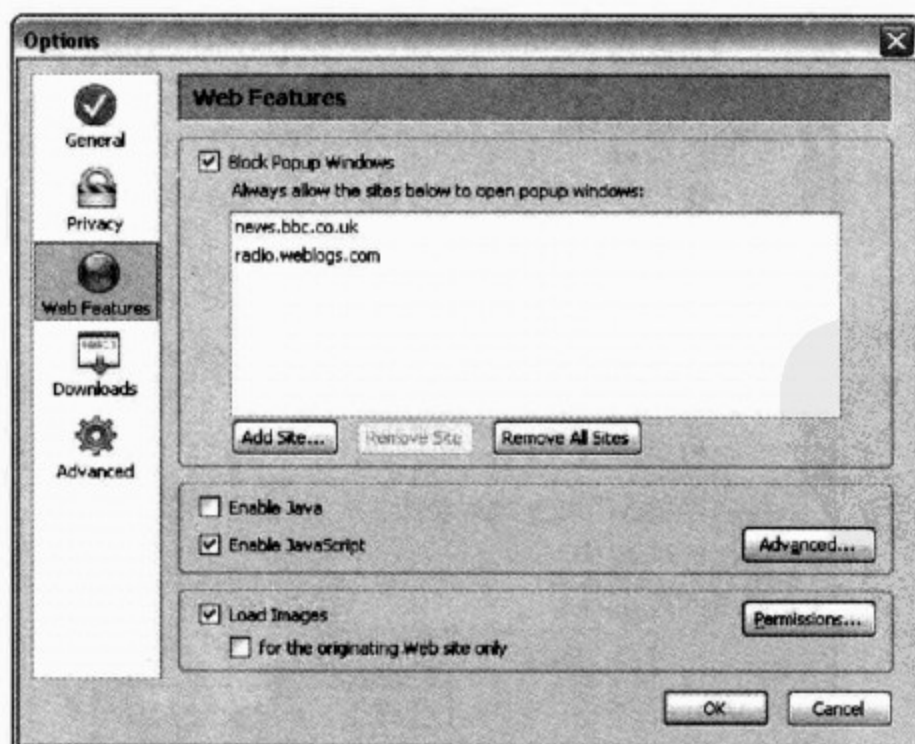 Options
General
Privacy
Web Features
Downloads
Advanced
Web Features
Block Popup Windows
Always allow the sites below to open popup windows:
news.bbc.co.uk
radio.weblogs.com
Add Site...
Remove Site
Remove All Sites
Enable Java
Enable JavaScript
Advanced...
Load Images
Permissions...
for the originating Web site only
OK
Cancel